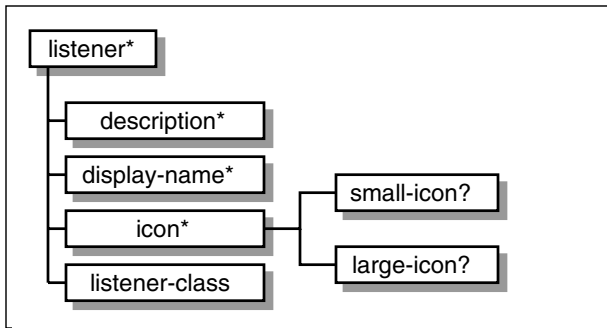 listener*
description*
display-name*
icon*
small-icon?
large-icon?
listener-class